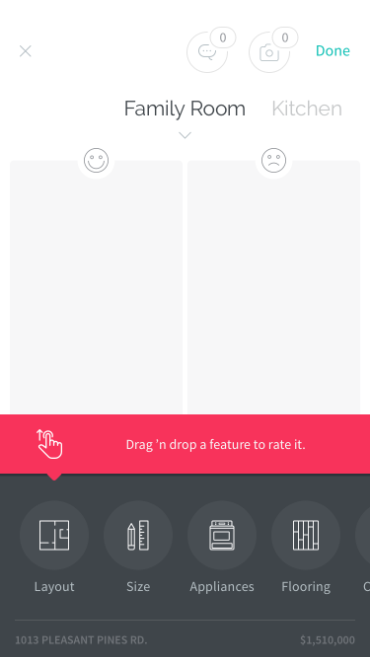 0
0
Done
Family Room
Kitchen
Drag 'n drop a feature to rate it.
Layout
Size
Appliances
Flooring
1013 PLEASANT PINES RD.
$1,510,000